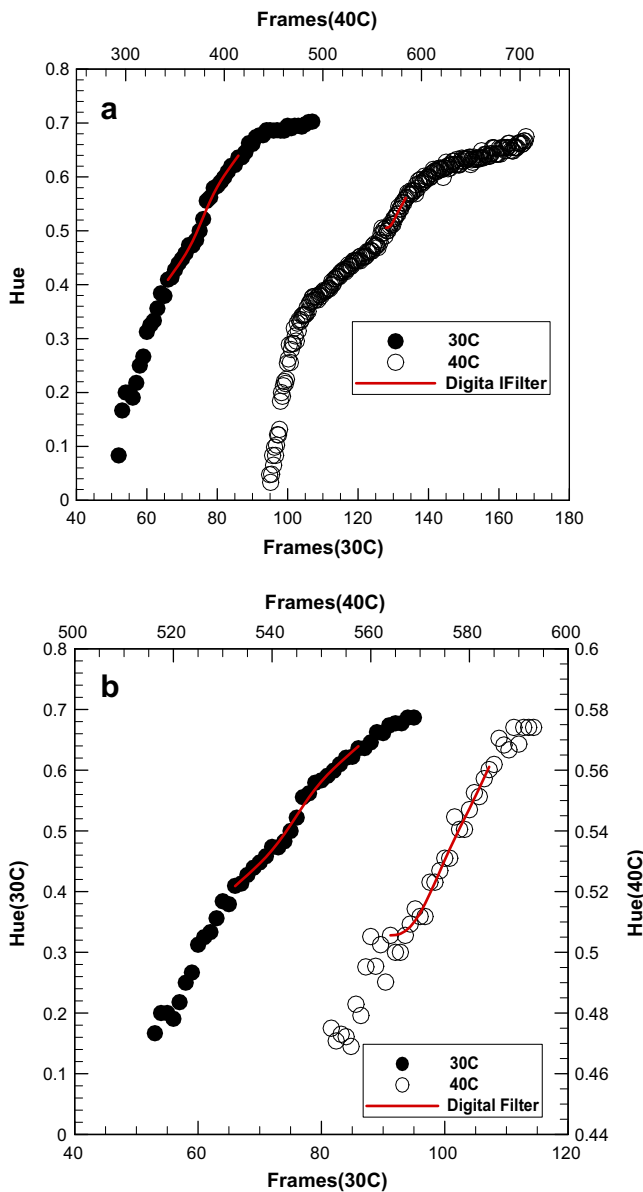 Frames(40C)
300 400 500 600 700
0.8
a
0.7
0.6
0.5
Hue
0.4
0.3
30C
40C
Digita lFilter
0.2
0.1
0
40 60 80 100 120 140 160 180
Frames(30C)
Frames(40C)
500 520 540 560 580 600
0.8 0.6
b
0.7 0.58
0.6 0.56
0.5 0.54
Hue(30C)
Hue(40C)
0.4 0.52
0.3 0.5
0.2 0.48
30C
40C
Digital Filter
0.1 0.46
0 0.44
40 60 80 100 120
Frames(30C)